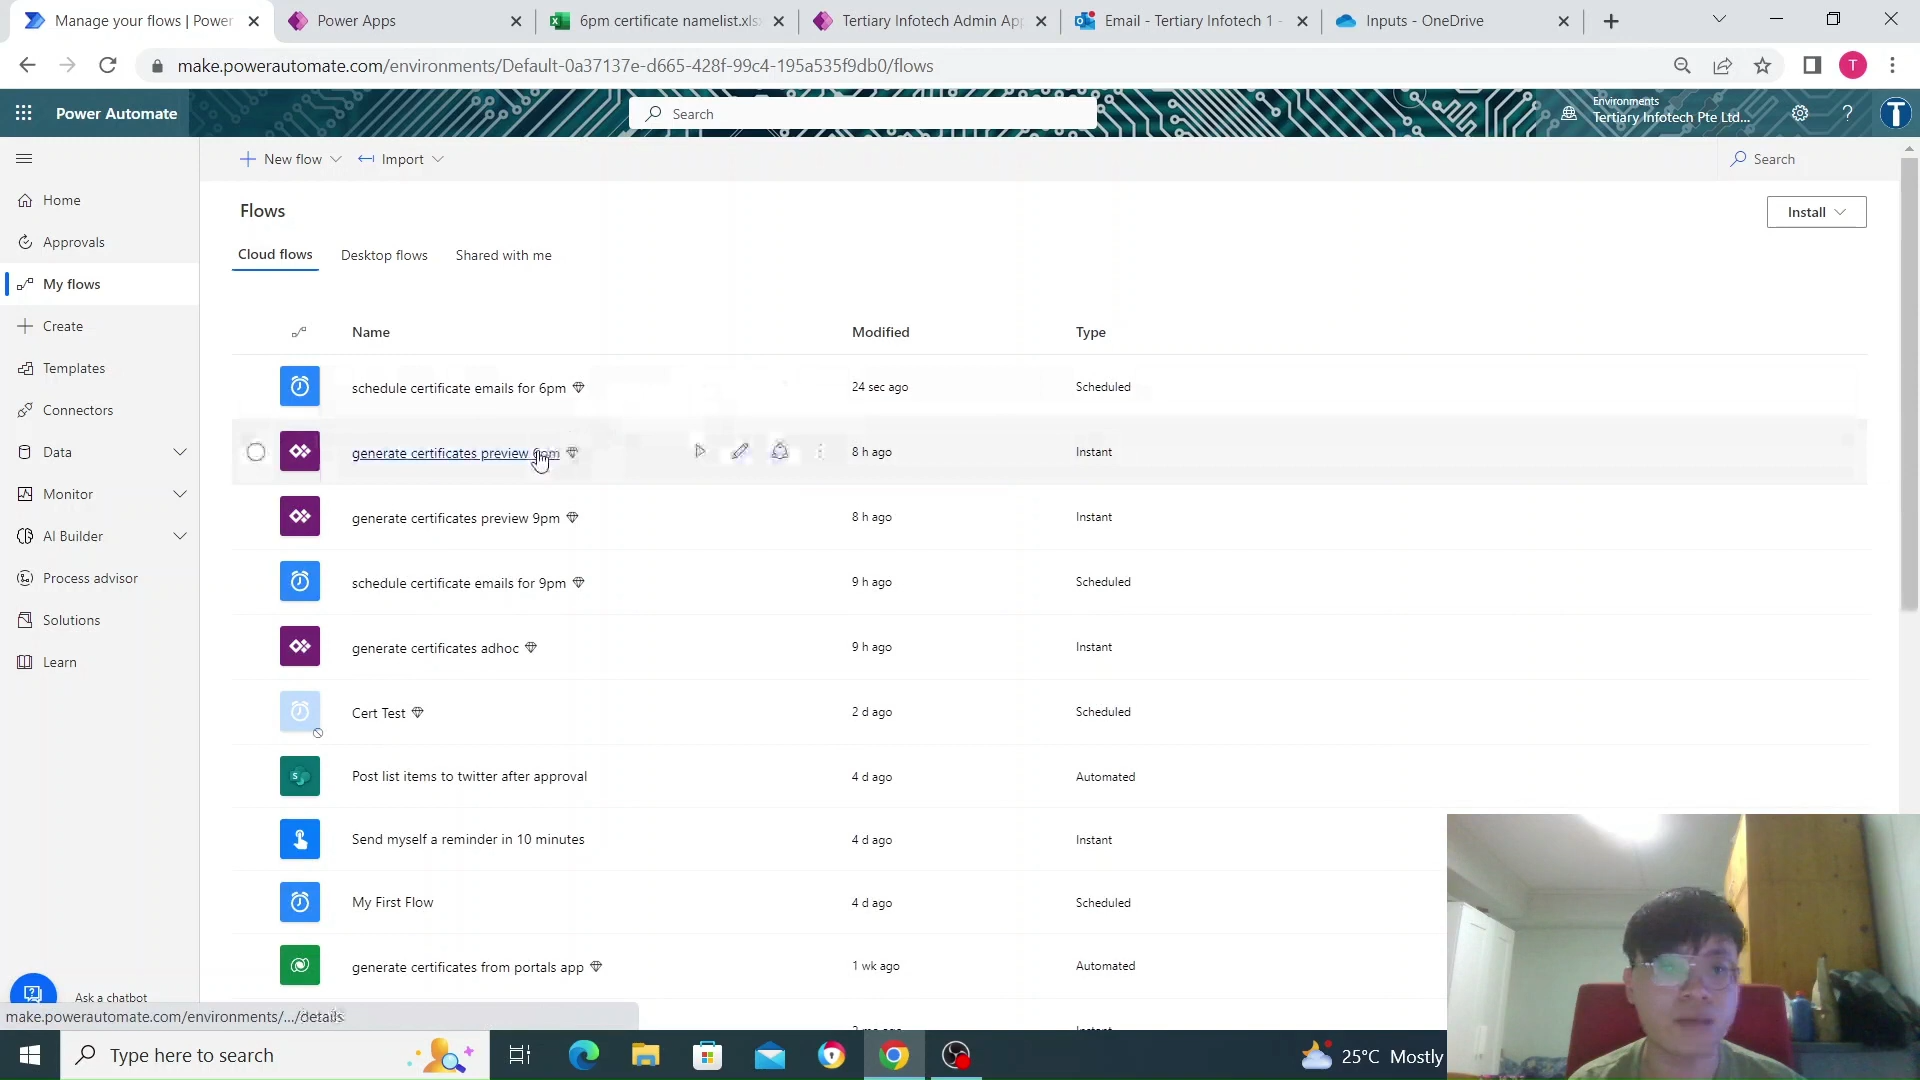 Manage your flows | Power
Power Apps
6pm certificate namelist.xls
Tertiary Infotech Admin App
Email - Tertiary Infotech 1 -
Inputs - OneDrive
make.powerautomate.com/environments/Default-0a37137e-d665-428f-99c4-195a535f9db0/flows
T
Power Automate
Search
Environments
Tertiary Infotech Pte Ltd...
New flow
Import
Search
Home
Approvals
My flows
Create
Templates
Connectors
Data
Monitor
AI Builder
Process advisor
Solutions
Learn
Ask a chatbot
Flows
Install
Cloud flows
Desktop flows
Shared with me
Name Modified Type
schedule certificate emails for 6pm 24 sec ago Scheduled
generate certificates preview 6pm 8 h ago Instant
generate certificates preview 9pm 8 h ago Instant
schedule certificate emails for 9pm 9 h ago Scheduled
generate certificates adhoc 9 h ago Instant
Cert Test 2 d ago Scheduled
Post list items to twitter after approval 4 d ago Automated
Send myself a reminder in 10 minutes 4 d ago Instant
My First Flow 4 d ago Scheduled
generate certificates from portals app 1 wk ago Automated
make.powerautomate.com/environments/.../details
Type here to search
25°C Mostly